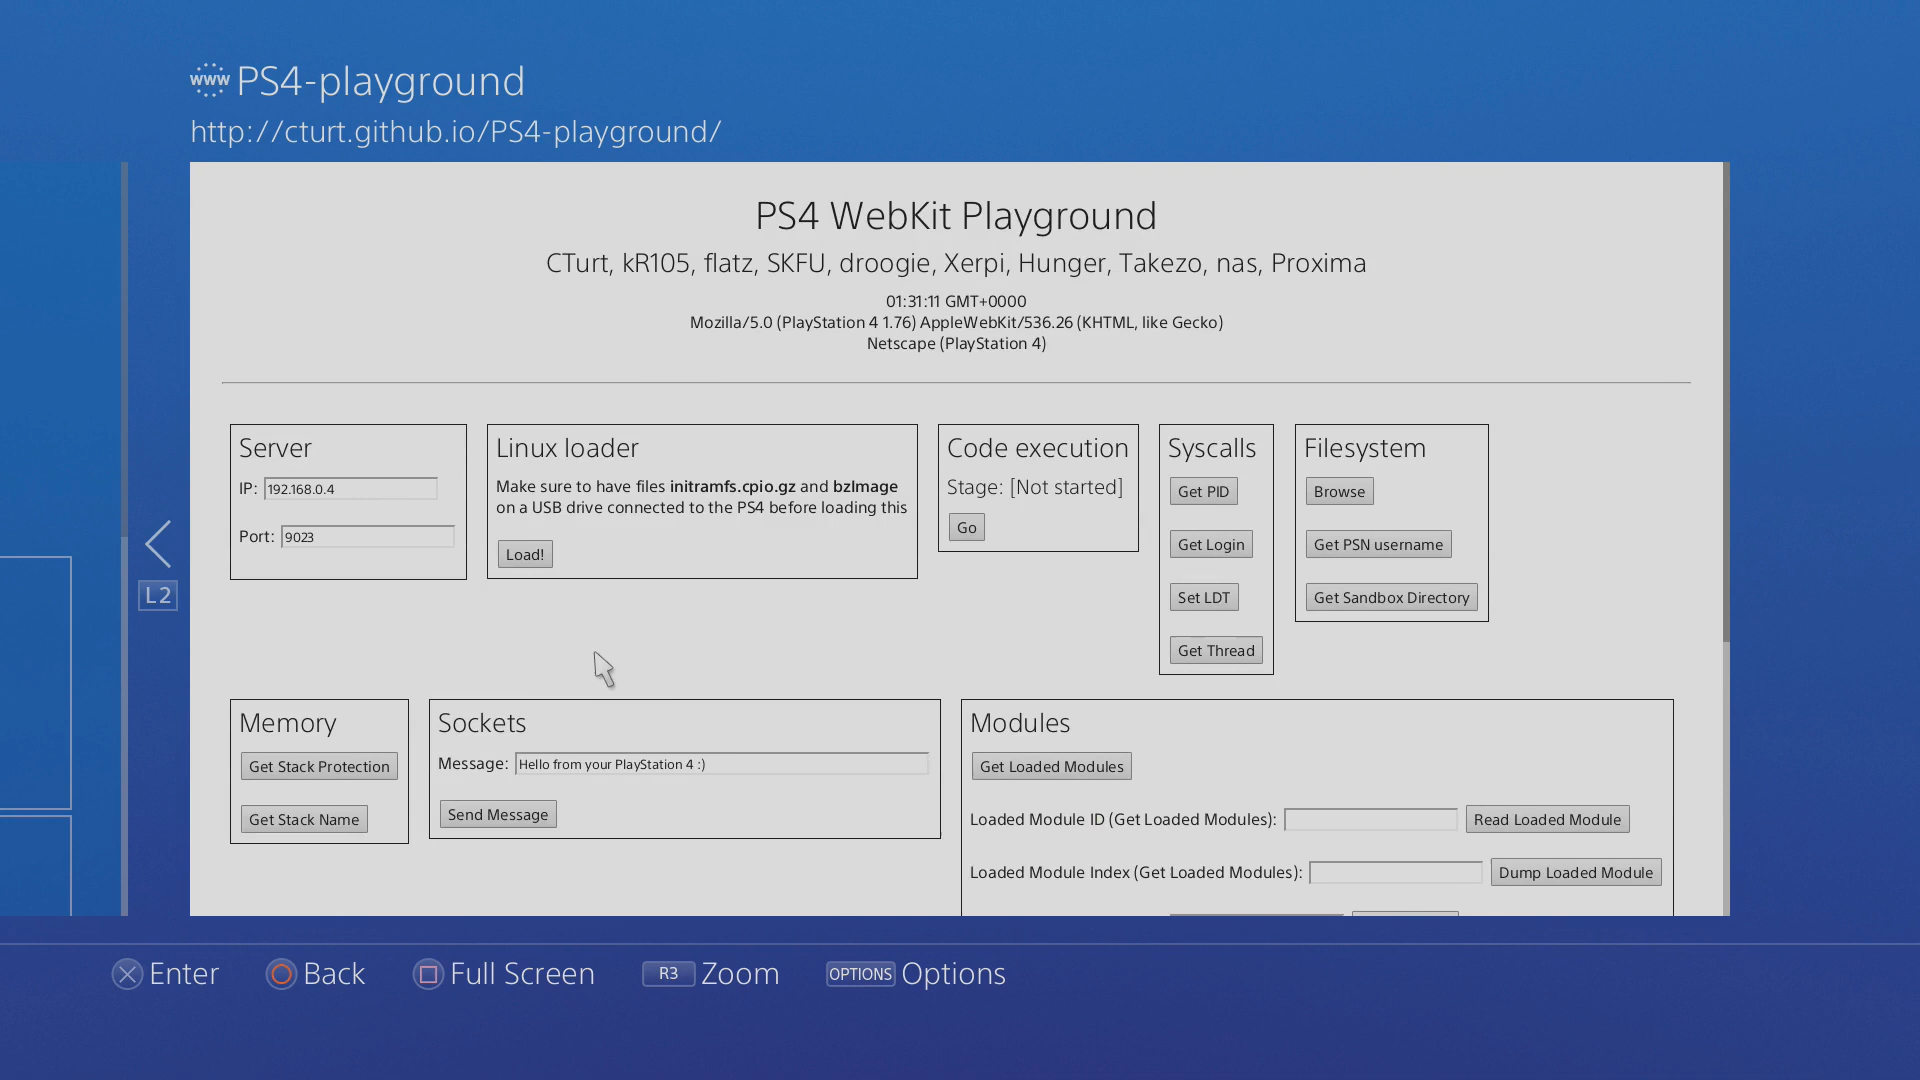 www PS4-playground
http://cturt.github.io/PS4-playground/
PS4 WebKit Playground
CTurt, kR105, flatz, SKFU, droogie, Xerpi, Hunger, Takezo, nas, Proxima
01:31:11 GMT+0000
Mozilla/5.0 (PlayStation 4 1.76) AppleWebKit/536.26 (KHTML, like Gecko)
Netscape (PlayStation 4)
Server
IP: 192.168.0.4
Port: 9023
Linux loader
Make sure to have files initramfs.cpio.gz and bzImage
on a USB drive connected to the PS4 before loading this
Load!
Code execution
Stage: [Not started]
Go
Syscalls
Get PID
Get Login
Set LDT
Get Thread
Filesystem
Browse
Get PSN username
Get Sandbox Directory
L2
Memory
Get Stack Protection
Get Stack Name
Sockets
Message: Hello from your PlayStation 4 :)
Send Message
Modules
Get Loaded Modules
Loaded Module ID (Get Loaded Modules): Read Loaded Module
Loaded Module Index (Get Loaded Modules): Dump Loaded Module
Enter Back Full Screen R3 Zoom OPTIONS Options